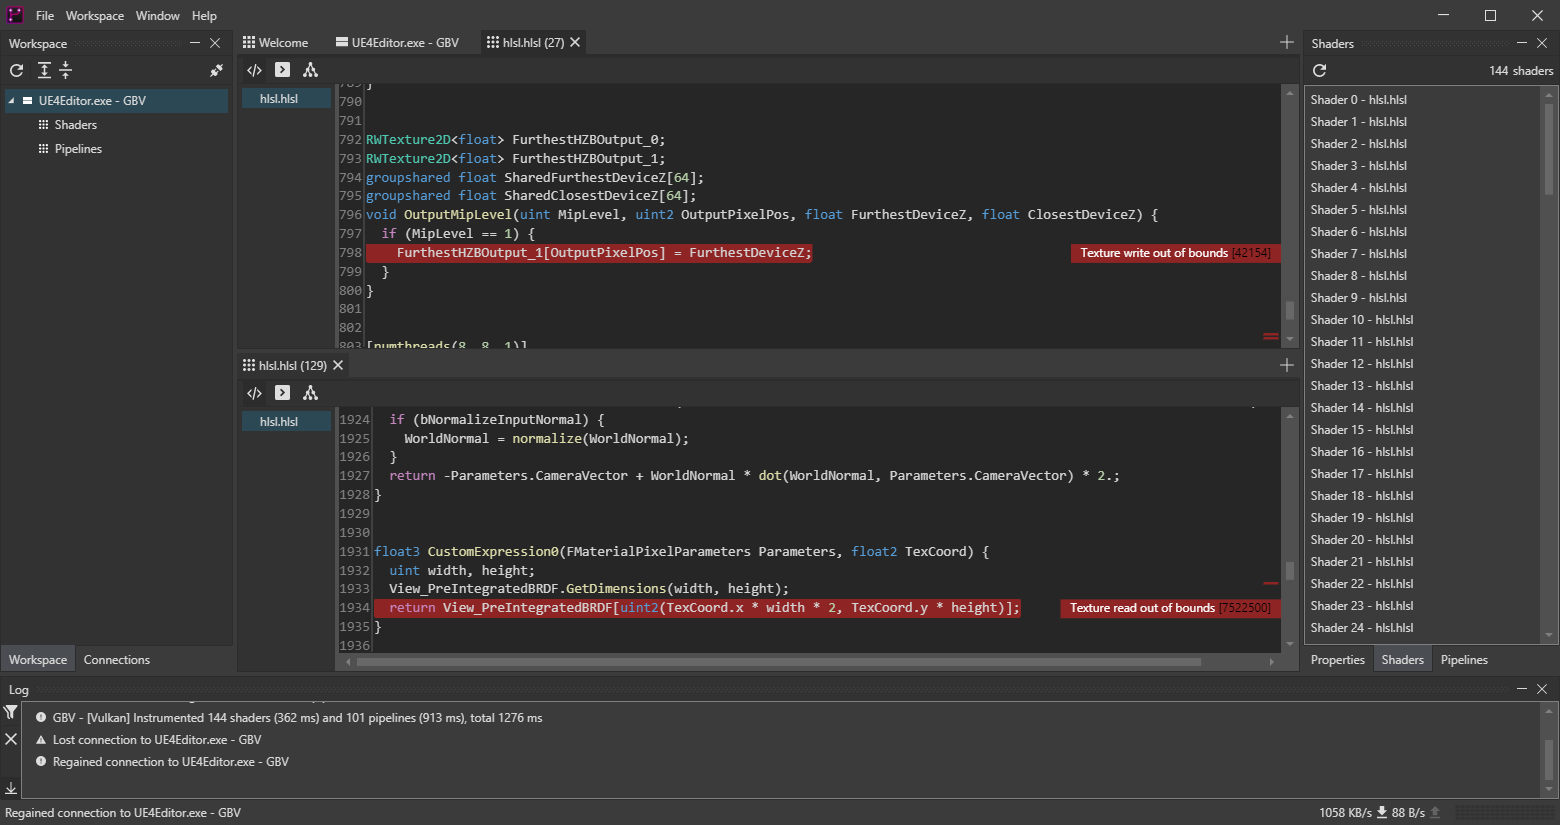 File Workspace Window Help
Workspace
UE4Editor.exe - GBV
Shaders
Pipelines
Workspace Connections
Welcome UE4Editor.exe - GBV hlsl.hlsl (27)
hlsl.hlsl
790
791
792 RWTexture2D<float> FurthestHZBOutput_0;
793 RWTexture2D<float> FurthestHZBOutput_1;
794 groupshared float SharedFurthestDeviceZ[64];
795 groupshared float SharedClosestDeviceZ[64];
796 void OutputMipLevel(uint MipLevel, uint2 OutputPixelPos, float FurthestDeviceZ, float ClosestDeviceZ) {
797 if (MipLevel == 1) {
798 FurthestHZBOutput_1[OutputPixelPos] = FurthestDeviceZ; Texture write out of bounds [42154]
799 }
800 }
801
802
803 [numthreads(8, 8, 1)]
hlsl.hlsl (129)
hlsl.hlsl
1924 if (bNormalizeInputNormal) {
1925 WorldNormal = normalize(WorldNormal);
1926 }
1927 return -Parameters.CameraVector + WorldNormal * dot(WorldNormal, Parameters.CameraVector) * 2.;
1928 }
1929
1930
1931 float3 CustomExpression0(FMaterialPixelParameters Parameters, float2 TexCoord) {
1932 uint width, height;
1933 View_PreIntegratedBRDF.GetDimensions(width, height);
1934 return View_PreIntegratedBRDF[uint2(TexCoord.x * width * 2, TexCoord.y * height)]; Texture read out of bounds [7522500]
1935 }
1936
Shaders
144 shaders
Shader 0 - hlsl.hlsl
Shader 1 - hlsl.hlsl
Shader 2 - hlsl.hlsl
Shader 3 - hlsl.hlsl
Shader 4 - hlsl.hlsl
Shader 5 - hlsl.hlsl
Shader 6 - hlsl.hlsl
Shader 7 - hlsl.hlsl
Shader 8 - hlsl.hlsl
Shader 9 - hlsl.hlsl
Shader 10 - hlsl.hlsl
Shader 11 - hlsl.hlsl
Shader 12 - hlsl.hlsl
Shader 13 - hlsl.hlsl
Shader 14 - hlsl.hlsl
Shader 15 - hlsl.hlsl
Shader 16 - hlsl.hlsl
Shader 17 - hlsl.hlsl
Shader 18 - hlsl.hlsl
Shader 19 - hlsl.hlsl
Shader 20 - hlsl.hlsl
Shader 21 - hlsl.hlsl
Shader 22 - hlsl.hlsl
Shader 23 - hlsl.hlsl
Shader 24 - hlsl.hlsl
Properties Shaders Pipelines
Log
GBV - [Vulkan] Instrumented 144 shaders (362 ms) and 101 pipelines (913 ms), total 1276 ms
Lost connection to UE4Editor.exe - GBV
Regained connection to UE4Editor.exe - GBV
Regained connection to UE4Editor.exe - GBV
1058 KB/s 88 B/s